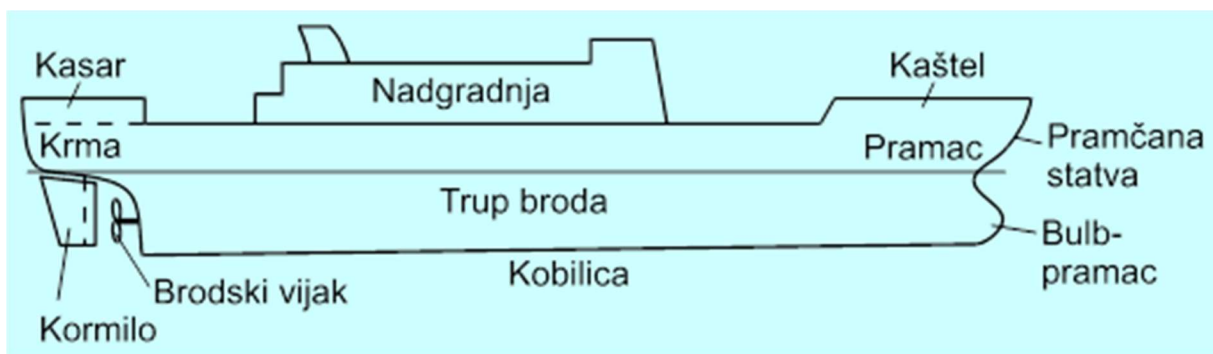 Kasar
Kaštel
Nadgradnja
Krma
Pramac
Pramčana
statva
Trup broda
Bulb-
pramac
Kobilica
Brodski vijak
Kormilo